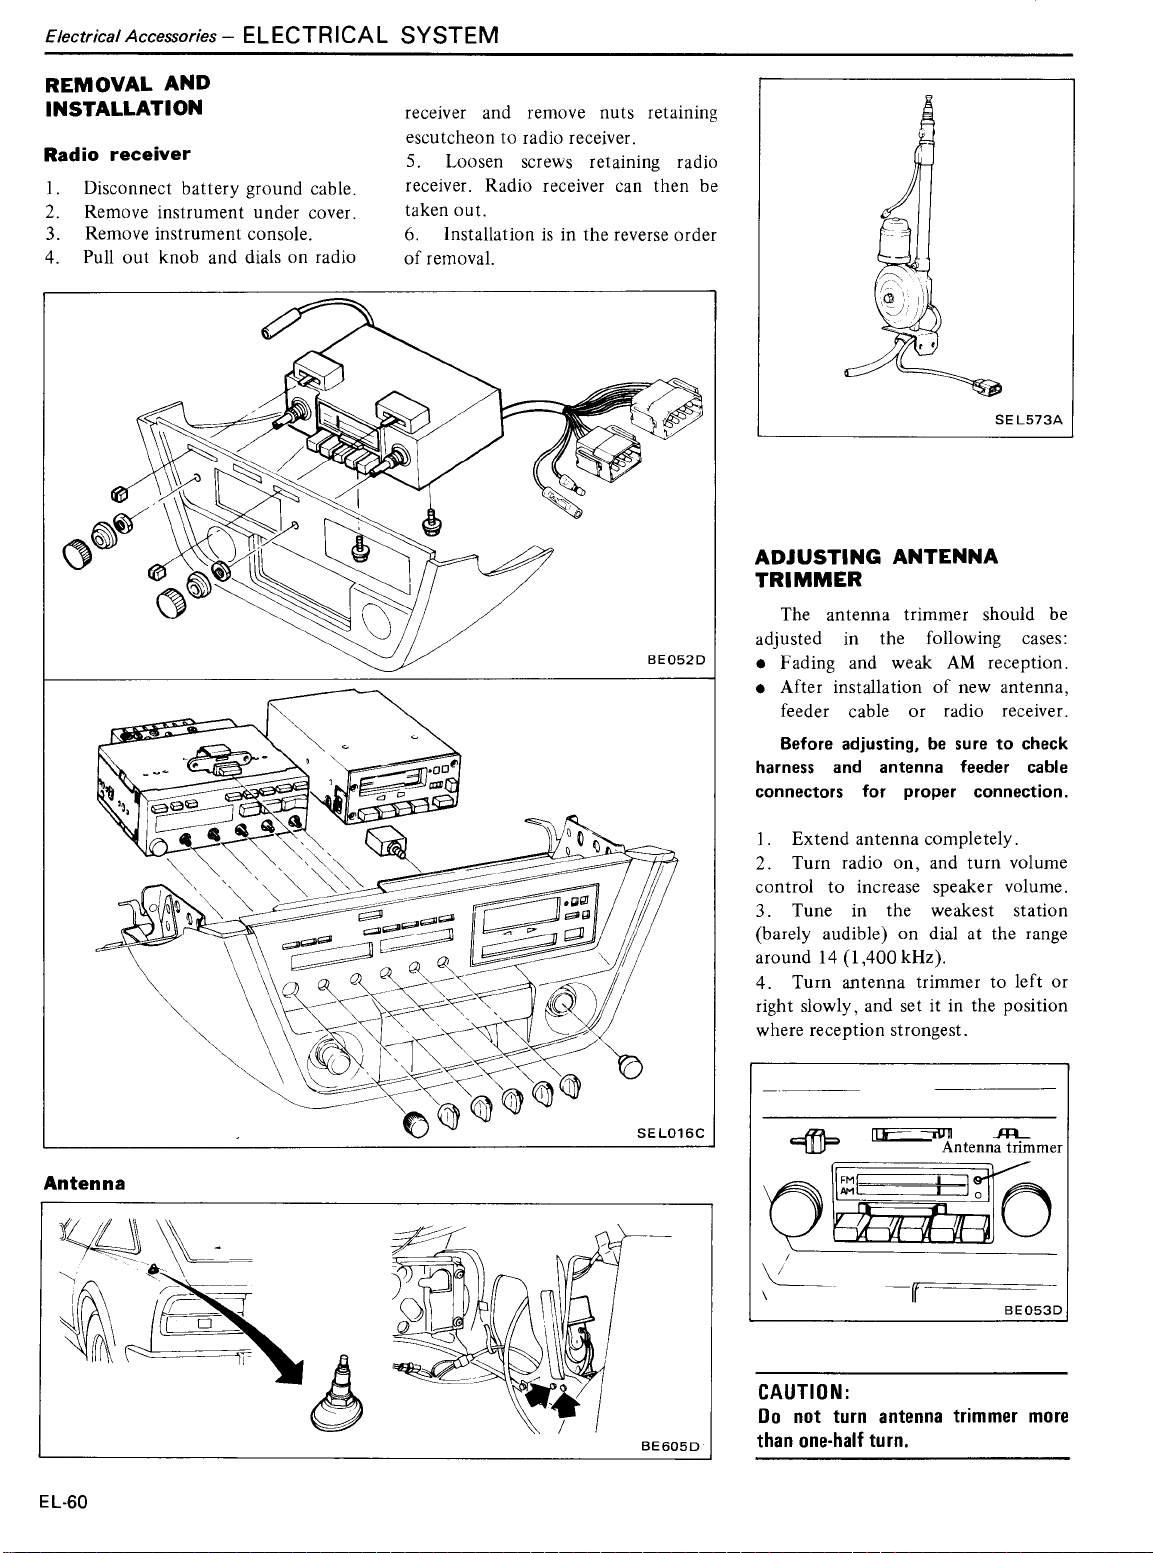 Electrical Accessories – ELECTRICAL SYSTEM
REMOVAL AND
INSTALLATION
Radio receiver
1. Disconnect battery ground cable.
2. Remove instrument under cover.
3. Remove instrument console.
4. Pull out knob and dials on radio
receiver and remove nuts retaining
escutcheon to radio receiver.
5. Loosen screws retaining radio
receiver. Radio receiver can then be
taken out.
6. Installation is in the reverse order
of removal.
BE052D
SEL016C
Antenna
BE605D
SEL573A
ADJUSTING ANTENNA
TRIMMER
The antenna trimmer should be
adjusted in the following cases:
● Fading and weak AM reception.
● After installation of new antenna,
feeder cable or radio receiver.
Before adjusting, be sure to check
harness and antenna feeder cable
connectors for proper connection.
1. Extend antenna completely.
2. Turn radio on, and turn volume
control to increase speaker volume.
3. Tune in the weakest station
(barely audible) on dial at the range
around 14 (1,400 kHz).
4. Turn antenna trimmer to left or
right slowly, and set it in the position
where reception strongest.
Antenna trimmer
FM
AM
BE053D
CAUTION:
Do not turn antenna trimmer more
than one-half turn.
EL-60